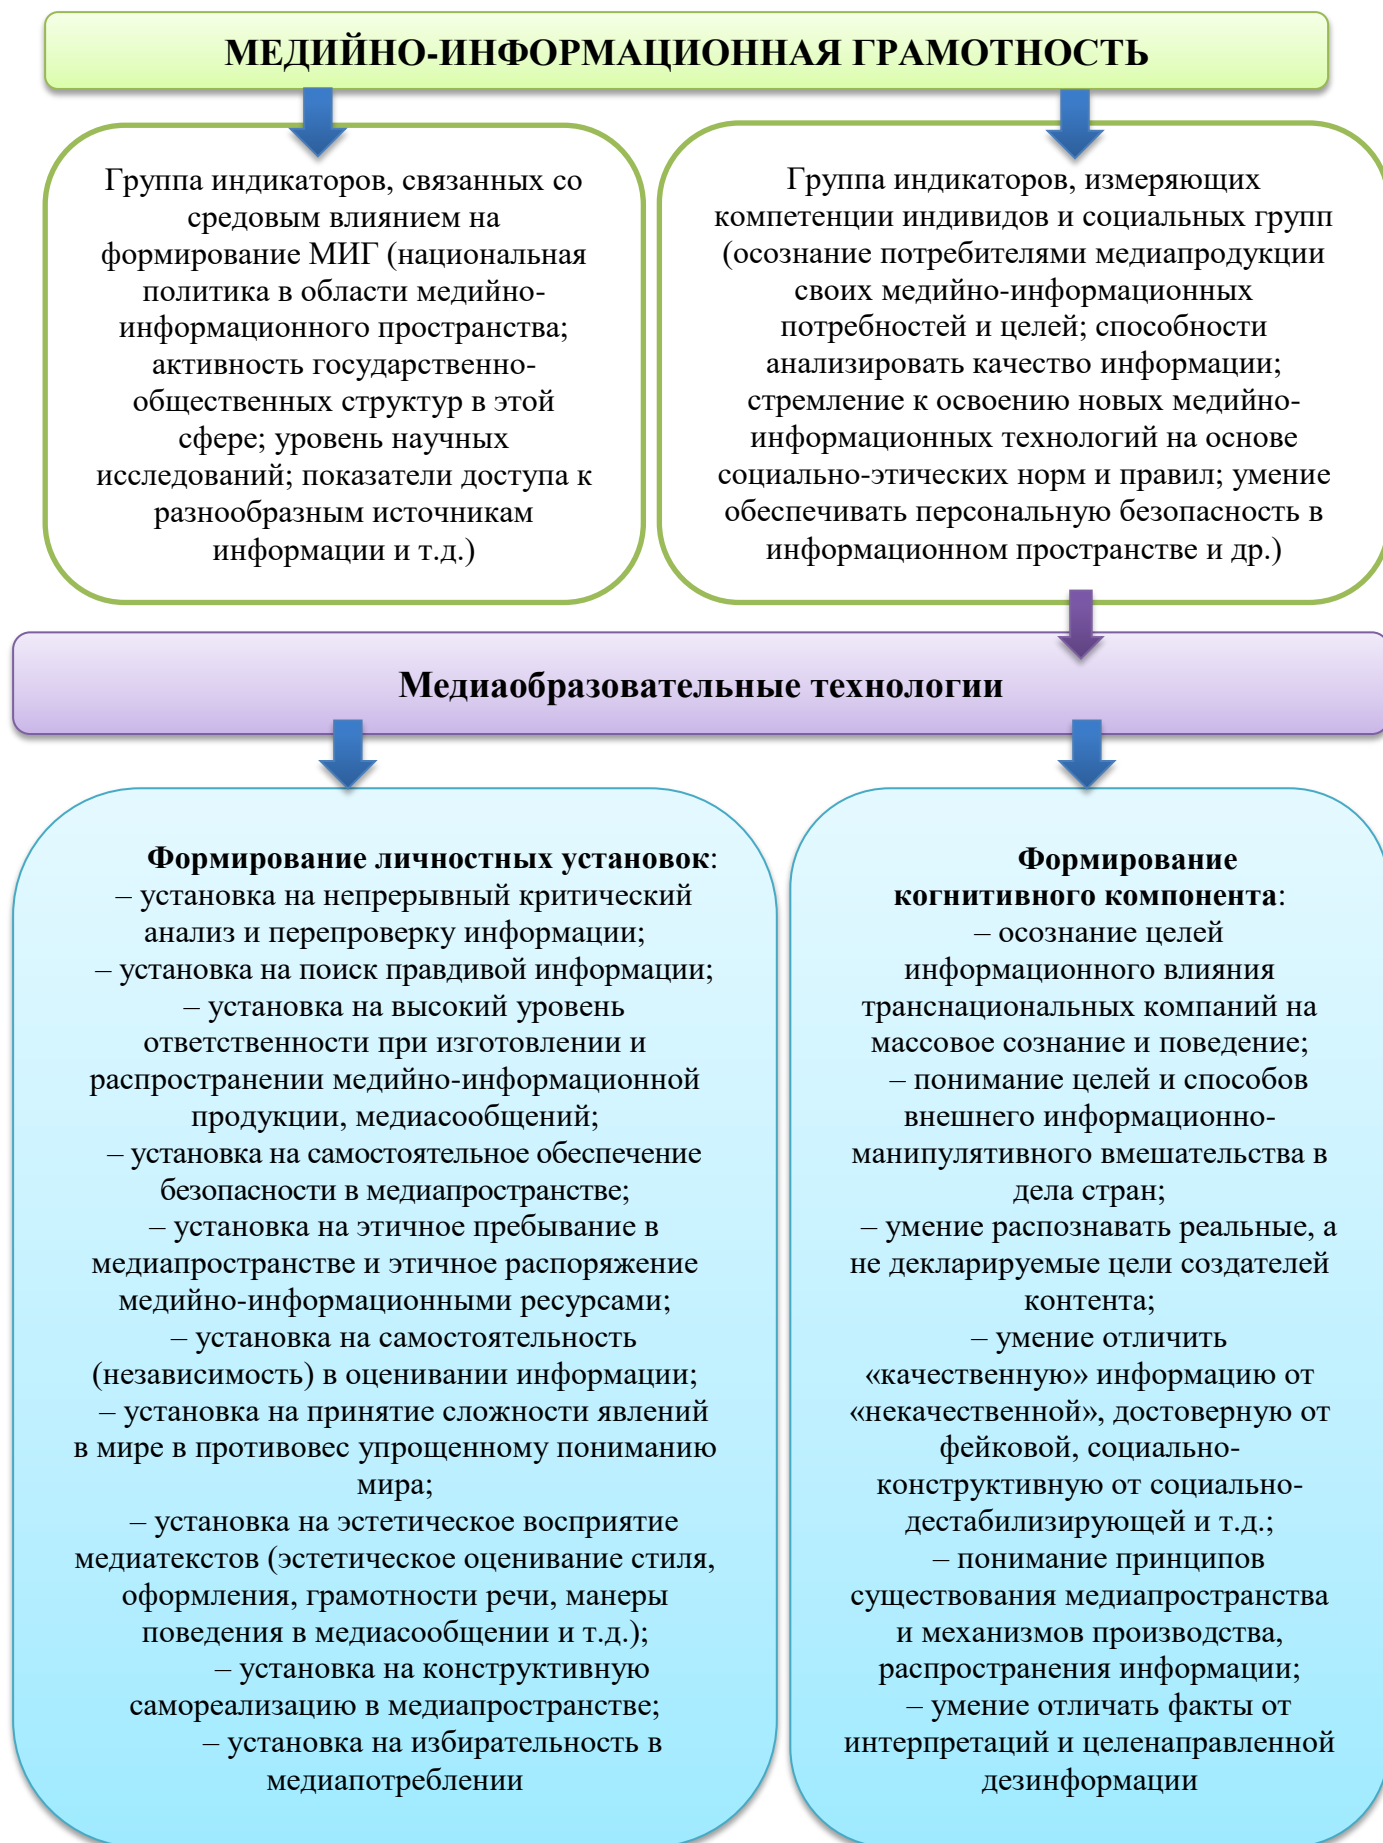 МЕДИЙНО-ИНФОРМАЦИОННАЯ ГРАМОТНОСТЬ
Группа индикаторов, связанных со
средовым влиянием на
формирование МИГ (национальная
политика в области медийно-
информационного пространства;
активность государственно-
общественных структур в этой
сфере; уровень научных
исследований; показатели доступа к
разнообразным источникам
информации и т.д.)
Группа индикаторов, измеряющих
компетенции индивидов и социальных групп
(осознание потребителями медиапродукции
своих медийно-информационных
потребностей и целей; способности
анализировать качество информации;
стремление к освоению новых медийно-
информационных технологий на основе
социально-этических норм и правил; умение
обеспечивать персональную безопасность в
информационном пространстве и др.)
Медиаобразовательные технологии
Формирование личностных установок:
– установка на непрерывный критический
анализ и перепроверку информации;
– установка на поиск правдивой информации;
– установка на высокий уровень
ответственности при изготовлении и
распространении медийно-информационной
продукции, медиасообщений;
– установка на самостоятельное обеспечение
безопасности в медиапространстве;
– установка на этичное пребывание в
медиапространстве и этичное распоряжение
медийно-информационными ресурсами;
– установка на самостоятельность
(независимость) в оценивании информации;
– установка на принятие сложности явлений
в мире в противовес упрощенному пониманию
мира;
– установка на эстетическое восприятие
медиатекстов (эстетическое оценивание стиля,
оформления, грамотности речи, манеры
поведения в медиасообщении и т.д.);
– установка на конструктивную
самореализацию в медиапространстве;
– установка на избирательность в
медиапотреблении
Формирование
когнитивного компонента:
– осознание целей
информационного влияния
транснациональных компаний на
массовое сознание и поведение;
– понимание целей и способов
внешнего информационно-
манипулятивного вмешательства в
дела стран;
– умение распознавать реальные, а
не декларируемые цели создателей
контента;
– умение отличить
«качественную» информацию от
«некачественной», достоверную от
фейковой, социально-
конструктивную от социально-
дестабилизирующей и т.д.;
– понимание принципов
существования медиапространства
и механизмов производства,
распространения информации;
– умение отличать факты от
интерпретаций и целенаправленной
дезинформации